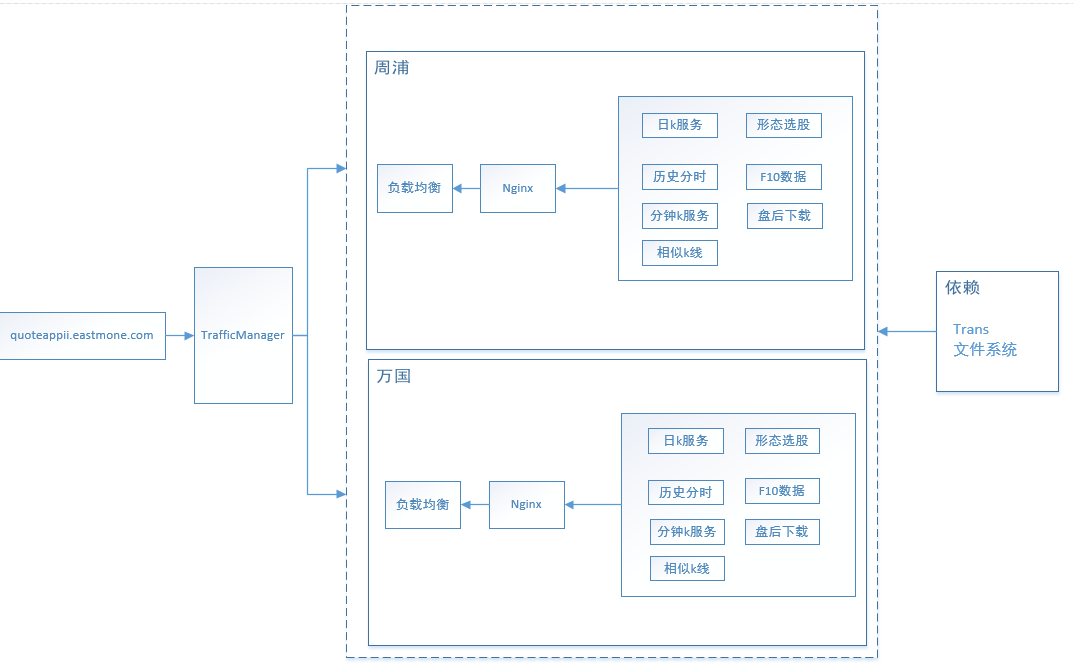 quoteappii.eastmone.com
TrafficManager
周浦
负载均衡
Nginx
日k服务
形态选股
历史分时
F10数据
分钟k服务
盘后下载
相似k线
万国
负载均衡
Nginx
日k服务
形态选股
历史分时
F10数据
分钟k服务
盘后下载
相似k线
依赖
Trans
文件系统